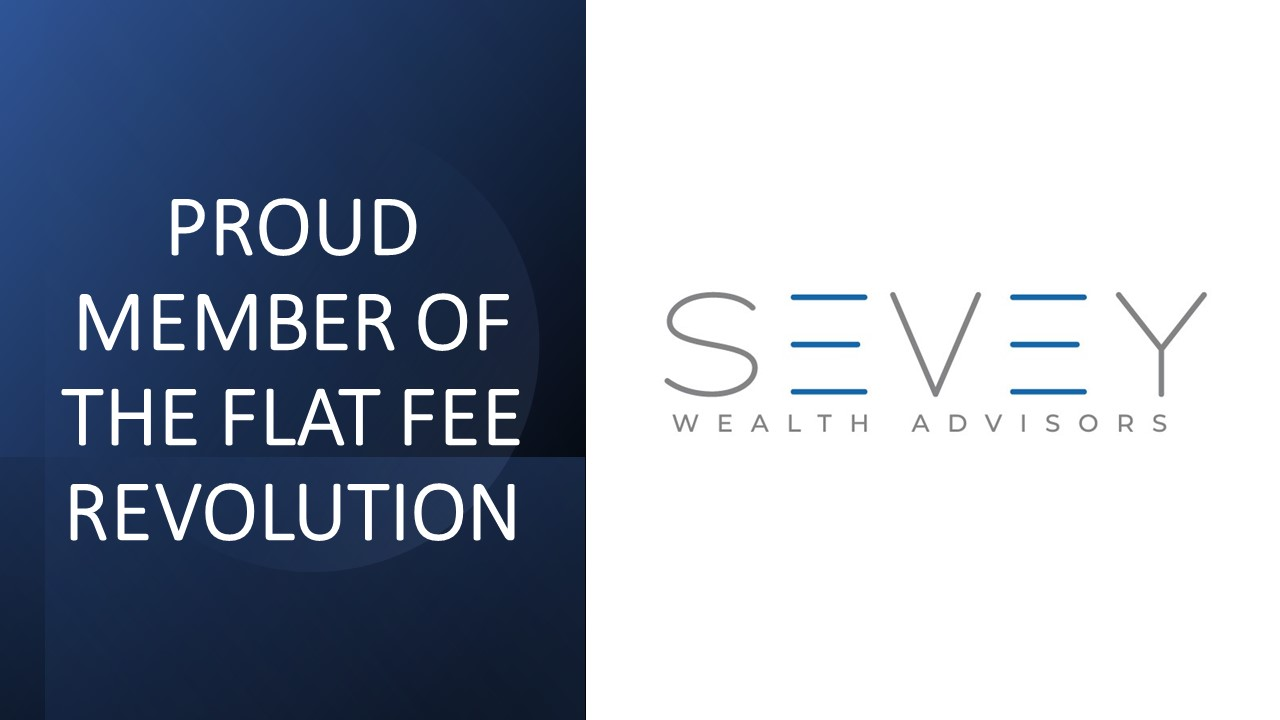 PROUD
MEMBER OF
THE FLAT FEE
REVOLUTION
SEVEY
WEALTH ADVISORS